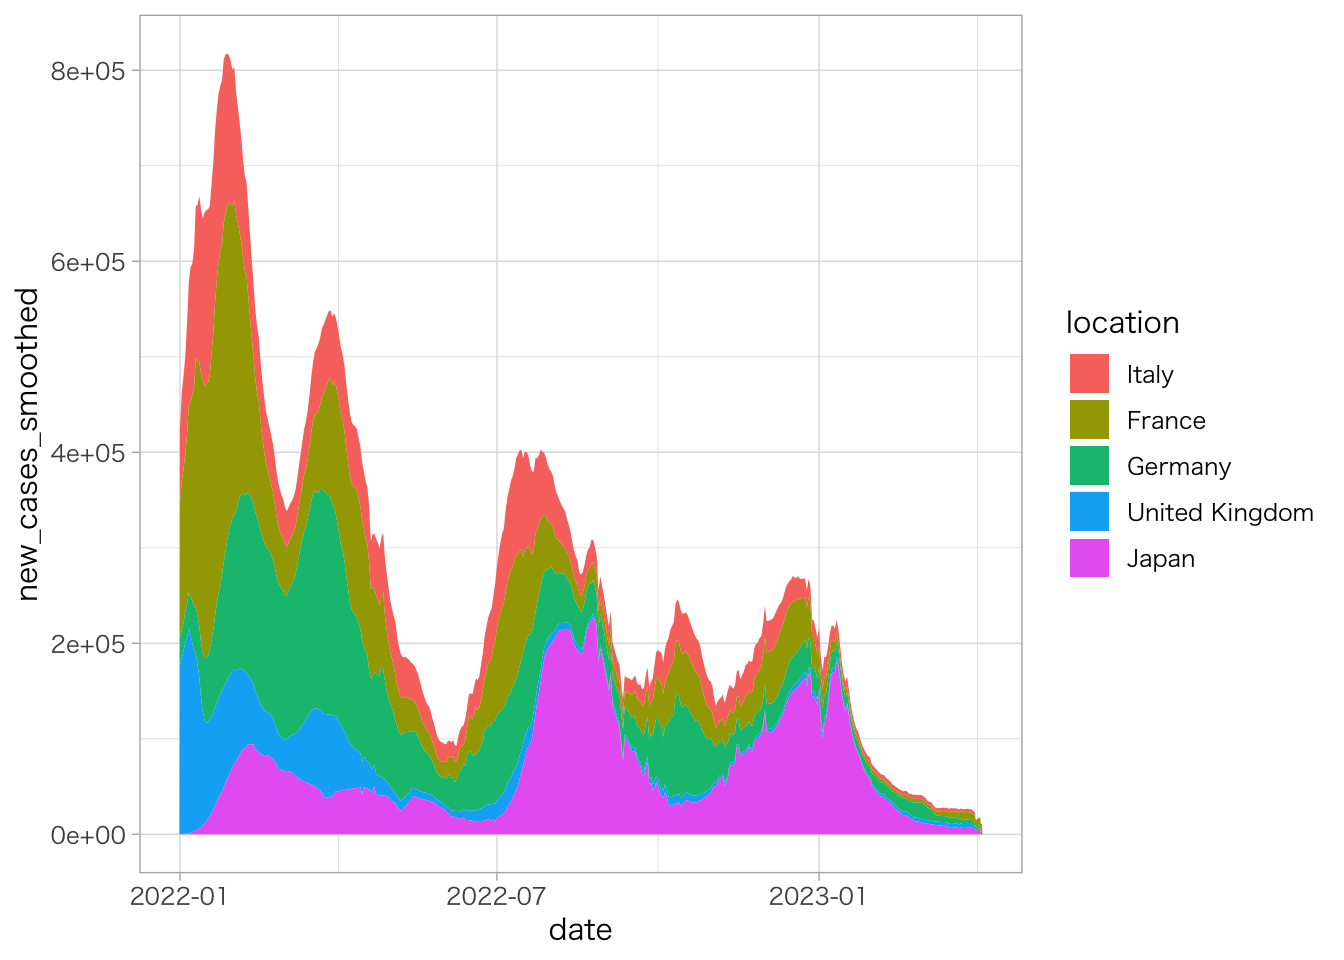 new_cases_smoothed
8e+05
6e+05
4e+05
2e+05
0e+00
2022-01
2022-07
2023-01
date
location
Italy
France
Germany
United Kingdom
Japan